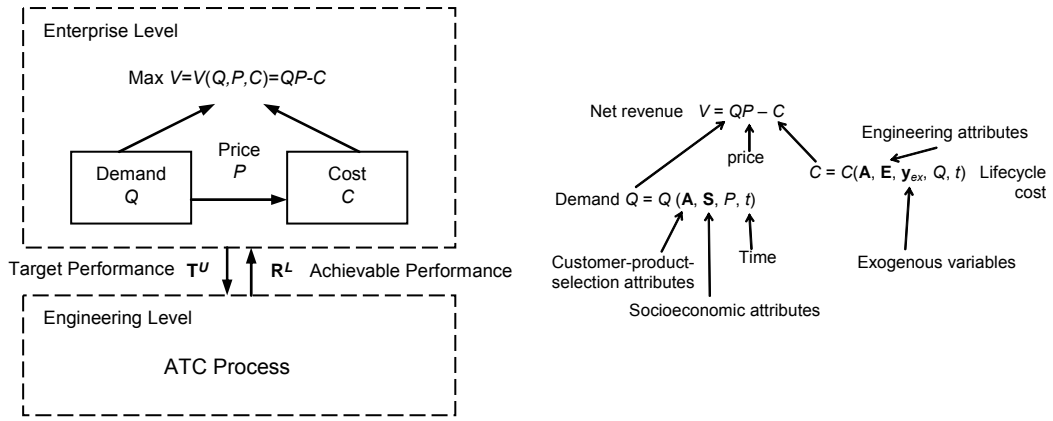 Enterprise Level
Max V=V(Q,P,C)=QP-C
Price
P
Demand
Q
Cost
C
Target Performance T^U
R^L Achievable Performance
Engineering Level
ATC Process
Net revenue V = QP – C
price
Engineering attributes
C = C(A, E, y_ex, Q, t) Lifecycle
cost
Demand Q = Q (A, S, P, t)
Customer-product-
selection attributes
Time
Exogenous variables
Socioeconomic attributes